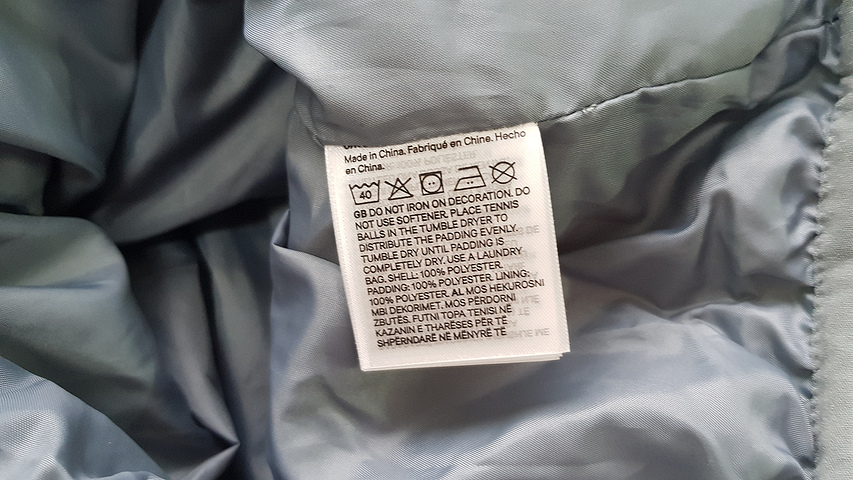 Made in China. Fabriqué en Chine. Hecho
en China.
40
GB DO NOT IRON ON DECORATION. DO
NOT USE SOFTENER. PLACE TENNIS
BALLS IN THE TUMBLE DRYER TO
DISTRIBUTE THE PADDING EVENLY.
TUMBLE DRY UNTIL PADDING IS
COMPLETELY DRY. USE A LAUNDRY
BAG. SHELL: 100% POLYESTER.
PADDING: 100% POLYESTER. LINING:
100% POLYESTER. AL MOS HEKUROSNI
MBI DEKORIMET. MOS PËRDORNI
ZBUTËS. FUTNI TOPA TENISI NË
KAZANIN E THARËSES PËR TË
SHPËRNDARË NË MËNYRË TË